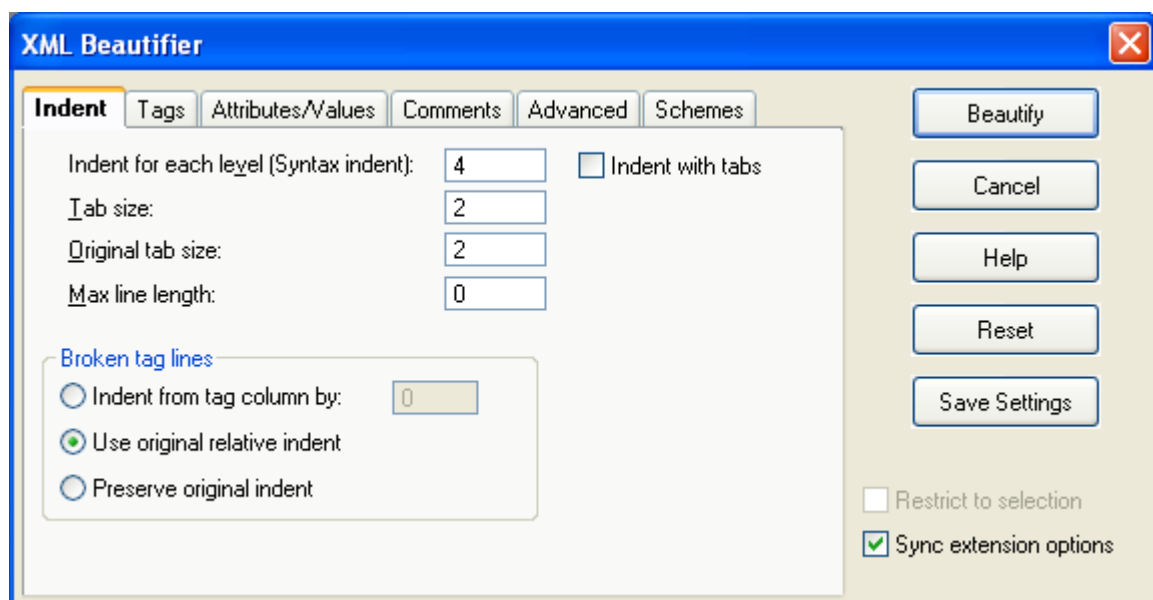 XML Beautifier
Indent Tags Attributes/Values Comments Advanced Schemes
Indent for each level (Syntax indent): 4 Indent with tabs
Tab size: 2
Original tab size: 2
Max line length: 0
Broken tag lines
Indent from tag column by: 0
Use original relative indent
Preserve original indent
Beautify
Cancel
Help
Reset
Save Settings
Restrict to selection
Sync extension options